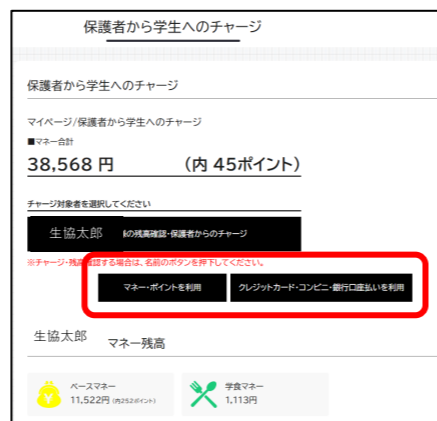 保護者から学生へのチャージ
保護者から学生へのチャージ
マイページ/保護者から学生へのチャージ
■マネー合計
38,568 円 (内 45ポイント)
チャージ対象者を選択してください
生協太郎 の残高確認・保護者からのチャージ
※チャージ・残高確認する場合は、名前のボタンを押下してください。
マネー・ポイントを利用 クレジットカード・コンビニ・銀行口座払いを利用
生協太郎 マネー残高
ベースマネー 学食マネー
11,522円 (内252ポイント) 1,113円